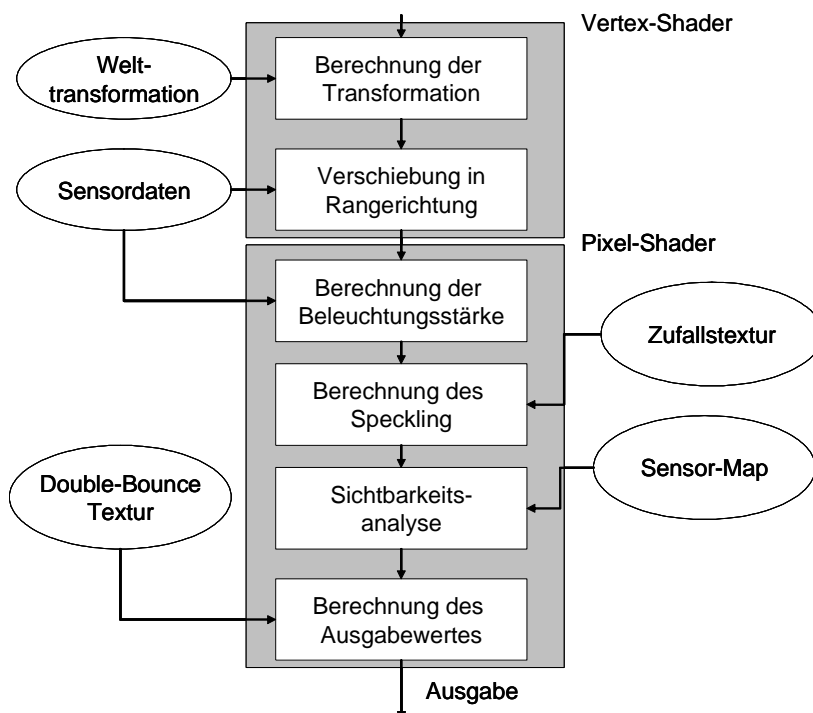 Vertex-Shader
Welt-
transformation
Berechnung der
Transformation
Sensordaten
Verschiebung in
Rangerichtung
Pixel-Shader
Berechnung der
Beleuchtungsstärke
Zufallstextur
Berechnung des
Speckling
Double-Bounce
Textur
Sichtbarkeits-
analyse
Sensor-Map
Berechnung des
Ausgabewertes
Ausgabe